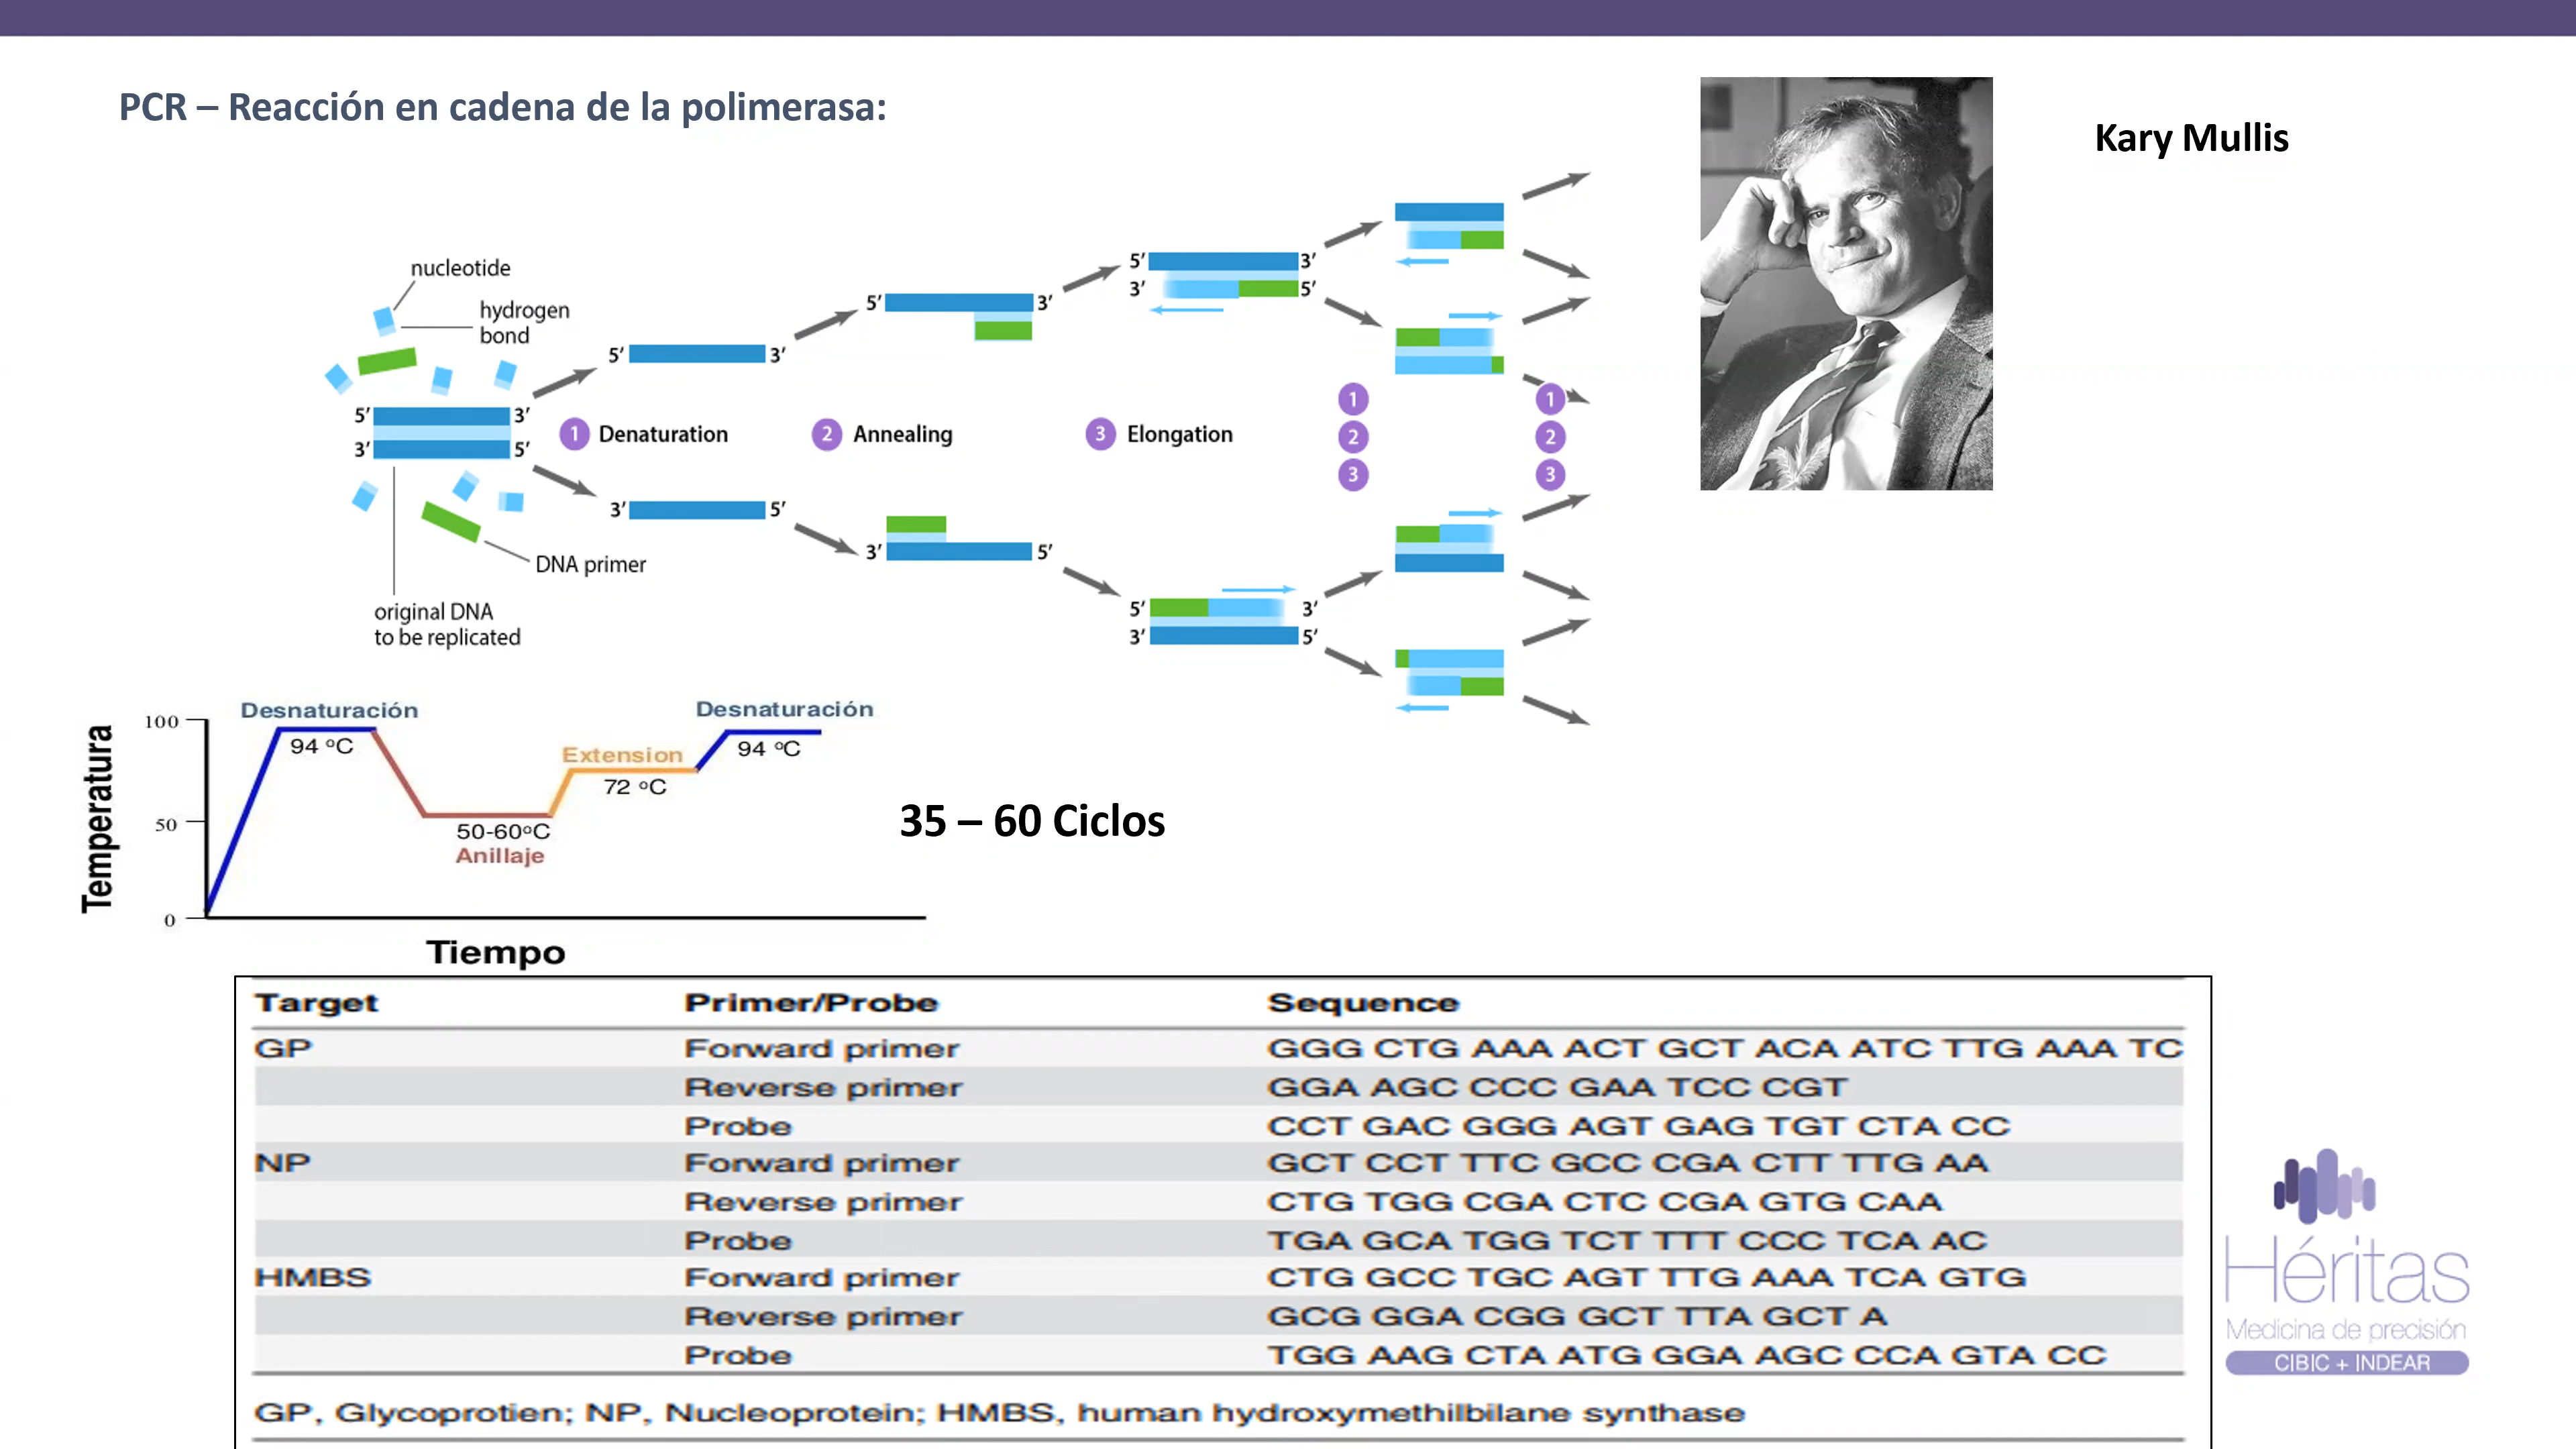 PCR – Reacción en cadena de la polimerasa:
Kary Mullis
nucleotide
hydrogen
bond
5’ 3’
3’ 5’
DNA primer
original DNA
to be replicated
5’ 3’
1 Denaturation
3’ 5’
5’ 3’
2 Annealing
3’ 5’
5’ 3’
3’ 5’
3 Elongation
5’ 3’
3’ 5’
1
2
3
1
2
3
Temperatura
100
50
0
Desnaturación
94 ºC
50-60ºC
Anillaje
Extension
72 ºC
Desnaturación
94 ºC
Tiempo
35 – 60 Ciclos
Target Primer/Probe Sequence
GP Forward primer GGG CTG AAA ACT GCT ACA ATC TTG AAA TC
Reverse primer GGA AGC CCC GAA TCC CGT
Probe CCT GAC GGG AGT GAG TGT CTA CC
NP Forward primer GCT CCT TTC GCC CGA CTT TTG AA
Reverse primer CTG TGG CGA CTC CGA GTG CAA
Probe TGA GCA TGG TCT TTT CCC TCA AC
HMBS Forward primer CTG GCC TGC AGT TTG AAA TCA GTG
Reverse primer GCG GGA CGG GCT TTA GCT A
Probe TGG AAG CTA ATG GGA AGC CCA GTA CC
GP, Glycoprotien; NP, Nucleoprotein; HMBS, human hydroxymethilbilane synthase
Héritas
Medicina de precisión
CIBIC + INDEAR